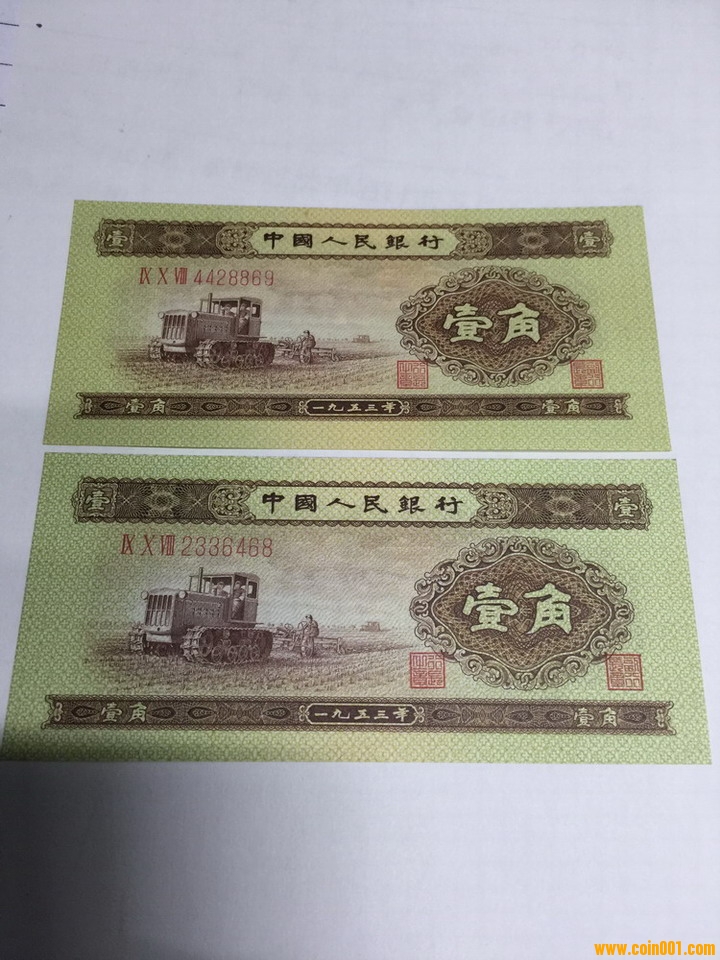 壹 中國人民銀行 壹
ⅨⅩⅧ 4428869
壹角
壹角 一九五三年 壹角
壹 中國人民銀行 壹
ⅨⅩⅧ 2336468
壹角
壹角 一九五三年 壹角
www.coin001.com